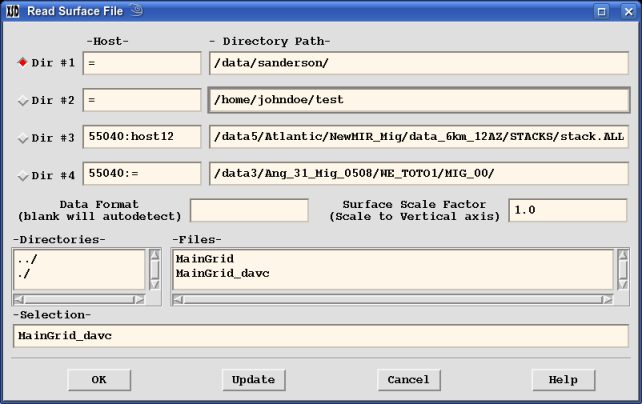 Read Surface File
-Host- - Directory Path-
Dir #1 = /data/sanderson/
Dir #2 = /home/johndoe/test
Dir #3 55040:host12 /data5/Atlantic/NewMIR_Mig/data_6km_12AZ/STACKS/stack.ALL
Dir #4 55040:= /data3/Ang_31_Mig_0508/WE_TOTO1/MIG_00/
Data Format Surface Scale Factor
(blank will autodetect) (Scale to Vertical axis) 1.0
-Directories- -Files-
../ MainGrid
./ MainGrid_davc
-Selection-
MainGrid_davc
OK Update Cancel Help